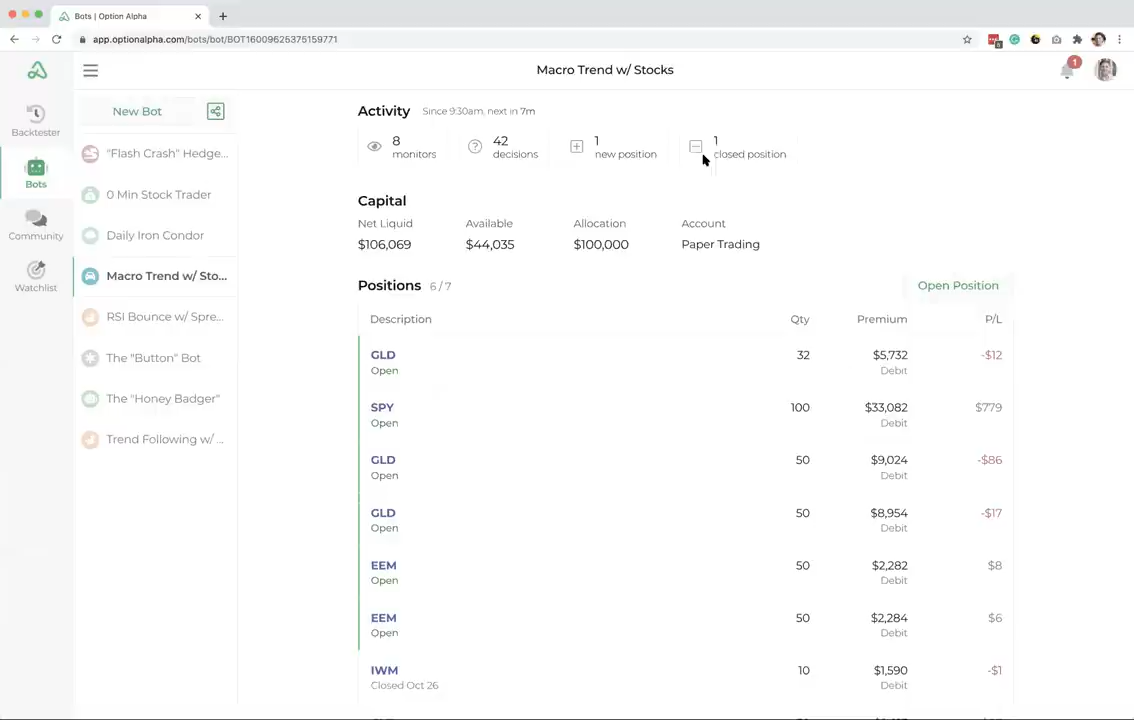 Bots | Option Alpha
app.optionalpha.com/bots/bot/BOT16009625375159771
Macro Trend w/ Stocks
1
Backtester
Bots
Community
Watchlist
New Bot
"Flash Crash" Hedge...
0 Min Stock Trader
Daily Iron Condor
Macro Trend w/ Sto...
RSI Bounce w/ Spre...
The "Button" Bot
The "Honey Badger"
Trend Following w/ ...
Activity Since 9:30am, next in 7m
8 monitors
42 decisions
1 new position
1 closed position
Capital
Net Liquid Available Allocation Account
$106,069 $44,035 $100,000 Paper Trading
Positions 6 / 7 Open Position
Description Qty Premium P/L
GLD 32 $5,732 -$12
Open Debit
SPY 100 $33,082 $779
Open Debit
GLD 50 $9,024 -$86
Open Debit
GLD 50 $8,954 -$17
Open Debit
EEM 50 $2,282 $8
Open Debit
EEM 50 $2,284 $6
Open Debit
IWM 10 $1,590 -$1
Closed Oct 26 Debit